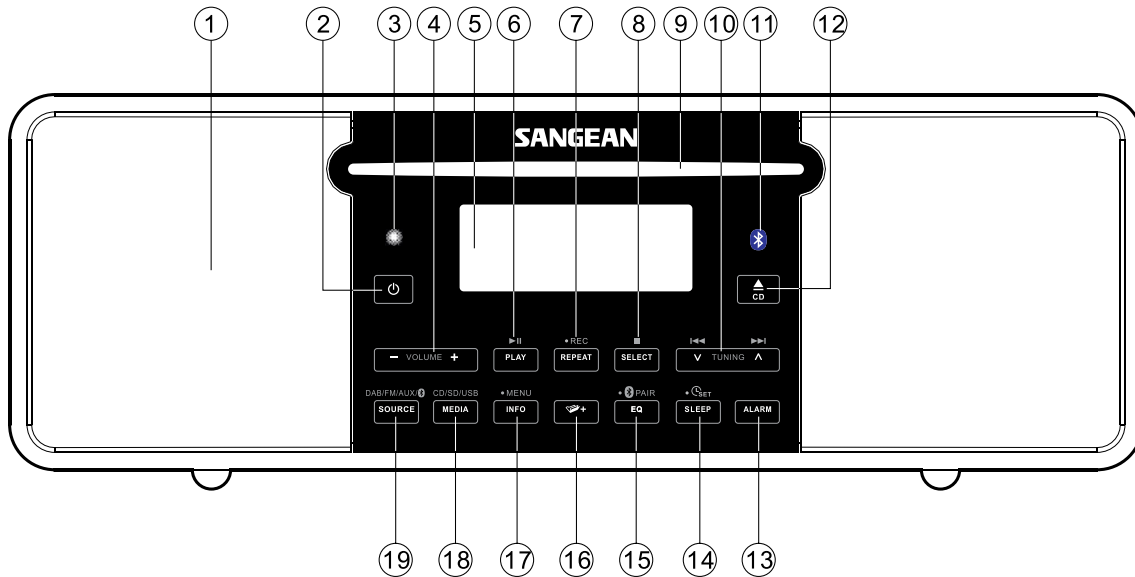 1 2 3 4 5 6 7 8 9 10 11 12
SANGEAN
CD
•REC
− VOLUME + PLAY REPEAT SELECT ∨ TUNING ∧
DAB/FM/AUX/ CD/SD/USB •MENU • PAIR • SET
SOURCE MEDIA INFO + EQ SLEEP ALARM
19 18 17 16 15 14 13